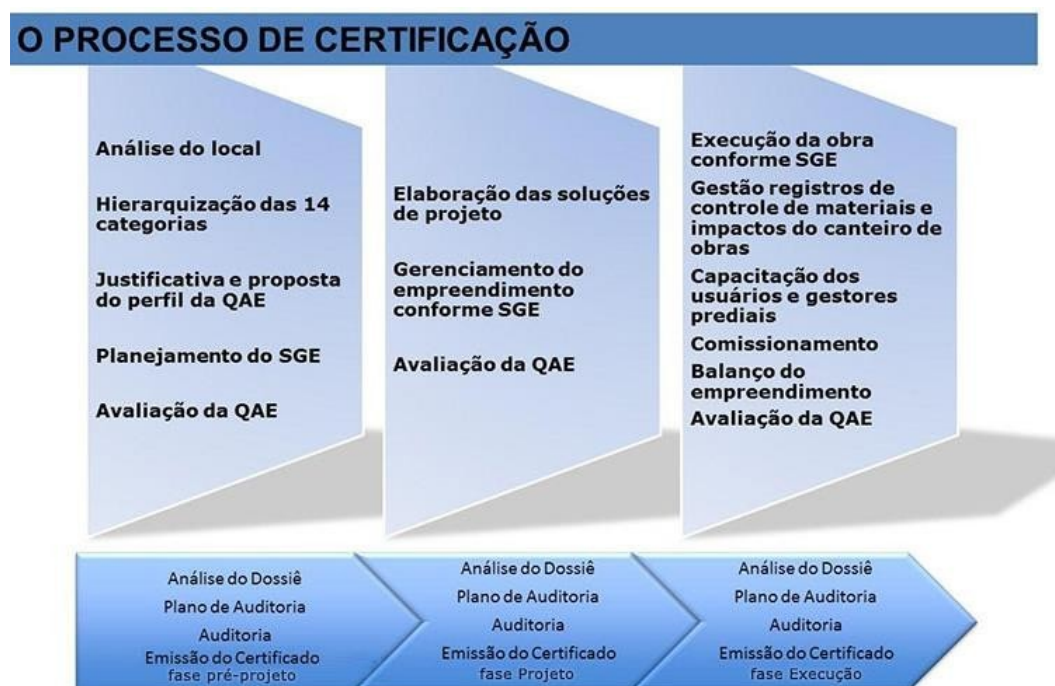 O PROCESSO DE CERTIFICAÇÃO
Análise do local
Hierarquização das 14
categorias
Justificativa e proposta
do perfil da QAE
Planejamento do SGE
Avaliação da QAE
Elaboração das soluções
de projeto
Gerenciamento do
empreendimento
conforme SGE
Avaliação da QAE
Execução da obra
conforme SGE
Gestão registros de
controle de materiais e
impactos do canteiro de
obras
Capacitação dos
usuários e gestores
prediais
Comissionamento
Balanço do
empreendimento
Avaliação da QAE
Análise do Dossiê
Plano de Auditoria
Auditoria
Emissão do Certificado
fase pré-projeto
Análise do Dossiê
Plano de Auditoria
Auditoria
Emissão do Certificado
fase Projeto
Análise do Dossiê
Plano de Auditoria
Auditoria
Emissão do Certificado
fase Execução